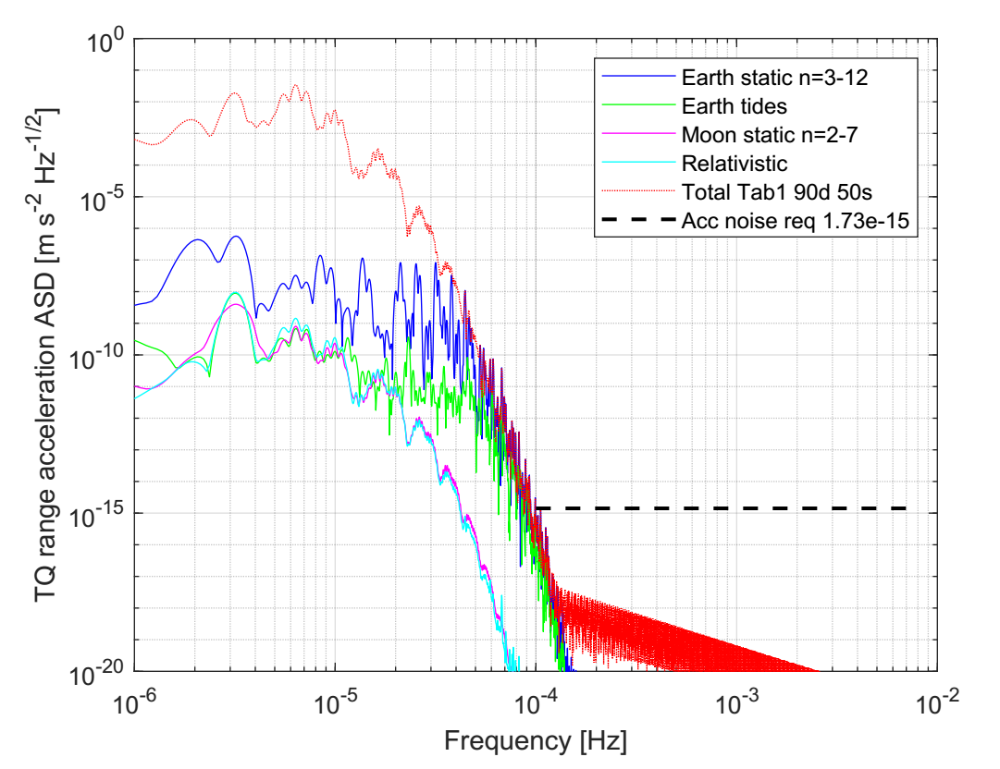 10^0
10^-5
10^-10
10^-15
10^-20
TQ range acceleration ASD [m s^-2 Hz^-1/2]
Earth static n=3-12
Earth tides
Moon static n=2-7
Relativistic
Total Tab1 90d 50s
Acc noise req 1.73e-15
10^-6 10^-5 10^-4 10^-3 10^-2
Frequency [Hz]